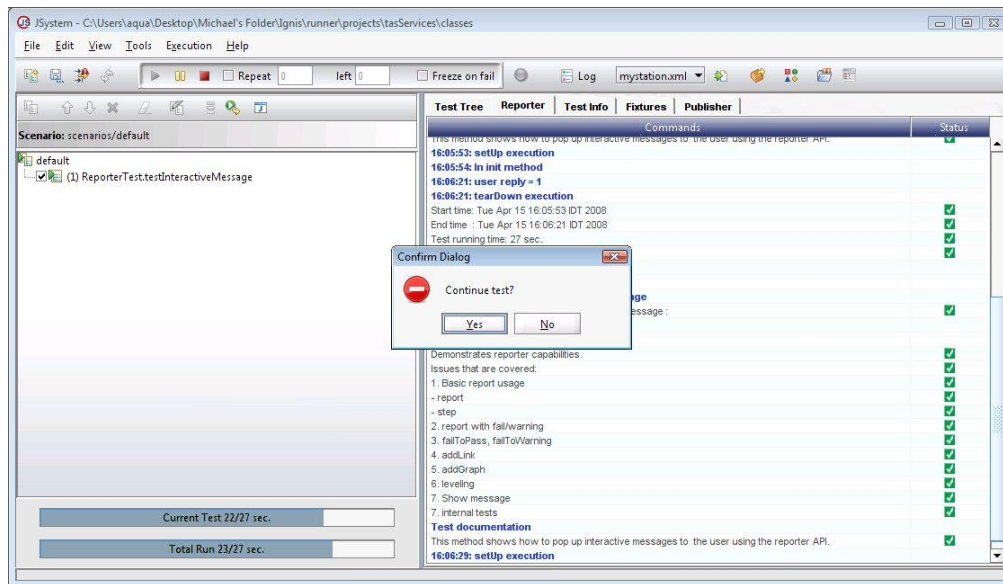 JSystem - C:\Users\aqua\Desktop\Michael's Folder\Ignis\runner\projects\tasServices\classes
File Edit View Tools Execution Help
Repeat 0 left 0 Freeze on fail Log mystation.xml
Test Tree Reporter Test Info Fixtures Publisher
Scenario: scenarios/default
default
(1) ReporterTest.testInteractiveMessage
Current Test 22/27 sec.
Total Run 23/27 sec.
Commands Status
This method shows how to pop up interactive messages to the user using the reporter API.
16:05:53: setUp execution
16:05:54: In init method
16:06:21: user reply = 1
16:06:21: tearDown execution
Start time: Tue Apr 15 16:05:53 IDT 2008
End time : Tue Apr 15 16:06:21 IDT 2008
Test running time: 27 sec.
Confirm Dialog
Continue test?
Yes No
Demonstrates reporter capabilities.
Issues that are covered:
1. Basic report usage
- report
- step
2. report with fail/warning
3. failToPass, failToWarning
4. addLink
5. addGraph
6. leveling
7. Show message
7. internal tests
Test documentation
This method shows how to pop up interactive messages to the user using the reporter API.
16:06:29: setUp execution